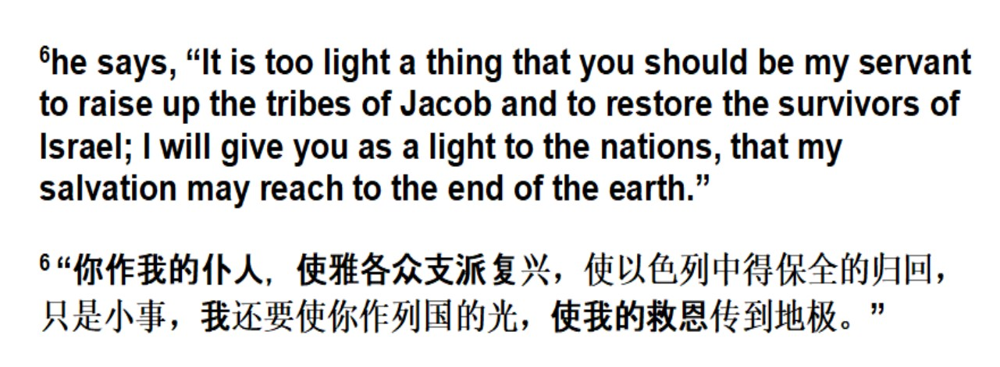 ⁶he says, “It is too light a thing that you should be my servant
to raise up the tribes of Jacob and to restore the survivors of
Israel; I will give you as a light to the nations, that my
salvation may reach to the end of the earth.”
⁶ “你作我的仆人，使雅各众支派复兴，使以色列中得保全的归回，
只是小事，我还要使你作列国的光，使我的救恩传到地极。”